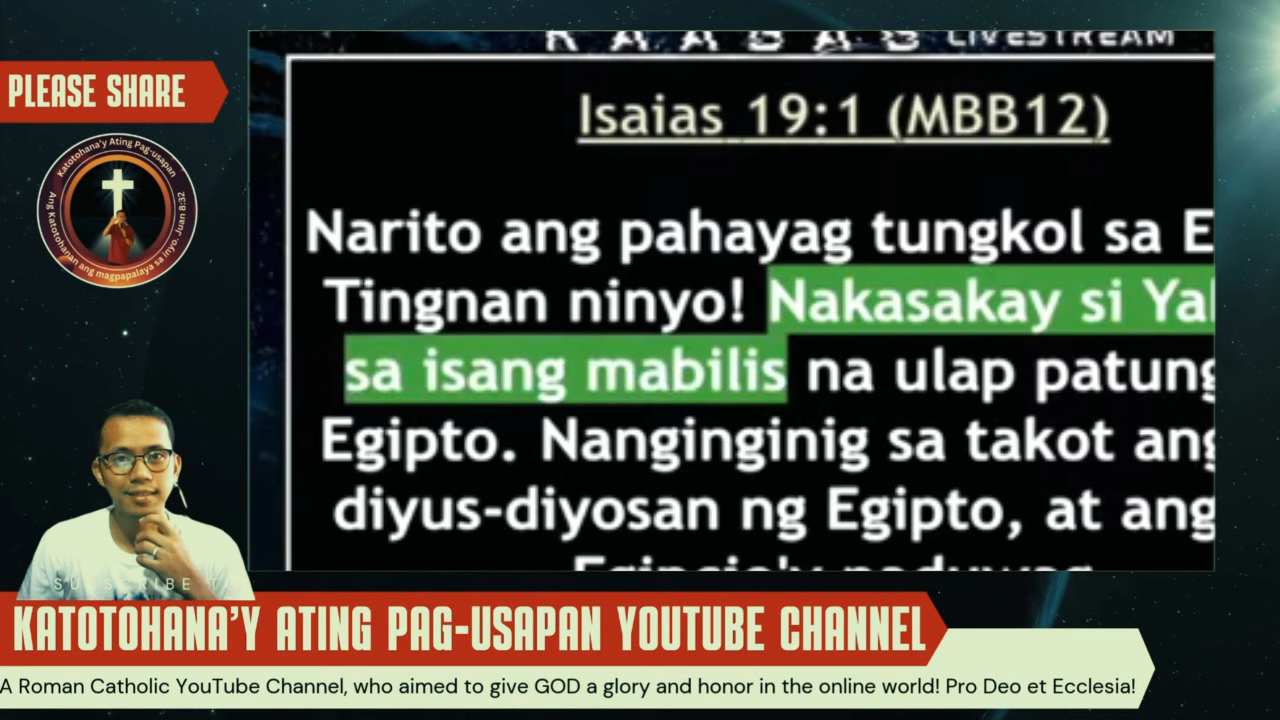 KAABAG LIVESTREAM
PLEASE SHARE
Katotohana'y Ating Pag-usapan
Ang Katotohanan ang magpapalaya sa inyo. Juan 8:32
Isaias 19:1 (MBB12)
Narito ang pahayag tungkol sa E
Tingnan ninyo! Nakasakay si Ya
sa isang mabilis na ulap patung
Egipto. Nanginginig sa takot ang
diyus-diyosan ng Egipto, at ang
SUBSCRIBE
KATOTOHANA'Y ATING PAG-USAPAN YOUTUBE CHANNEL
A Roman Catholic YouTube Channel, who aimed to give GOD a glory and honor in the online world! Pro Deo et Ecclesia!